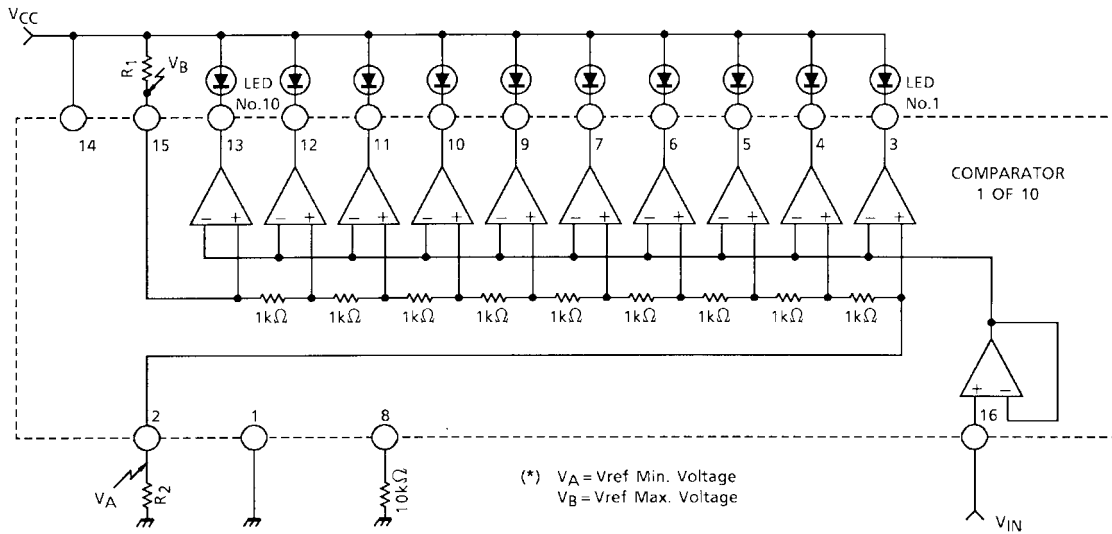 VCC
R1
VB
LED
No.10
LED
No.1
14
15
13
12
11
10
9
7
6
5
4
3
COMPARATOR
1 OF 10
− +
− +
− +
− +
− +
− +
− +
− +
− +
− +
1kΩ
1kΩ
1kΩ
1kΩ
1kΩ
1kΩ
1kΩ
1kΩ
1kΩ
+ −
2
1
8
16
VA
R2
10kΩ
(*) VA = Vref Min. Voltage
VB = Vref Max. Voltage
VIN